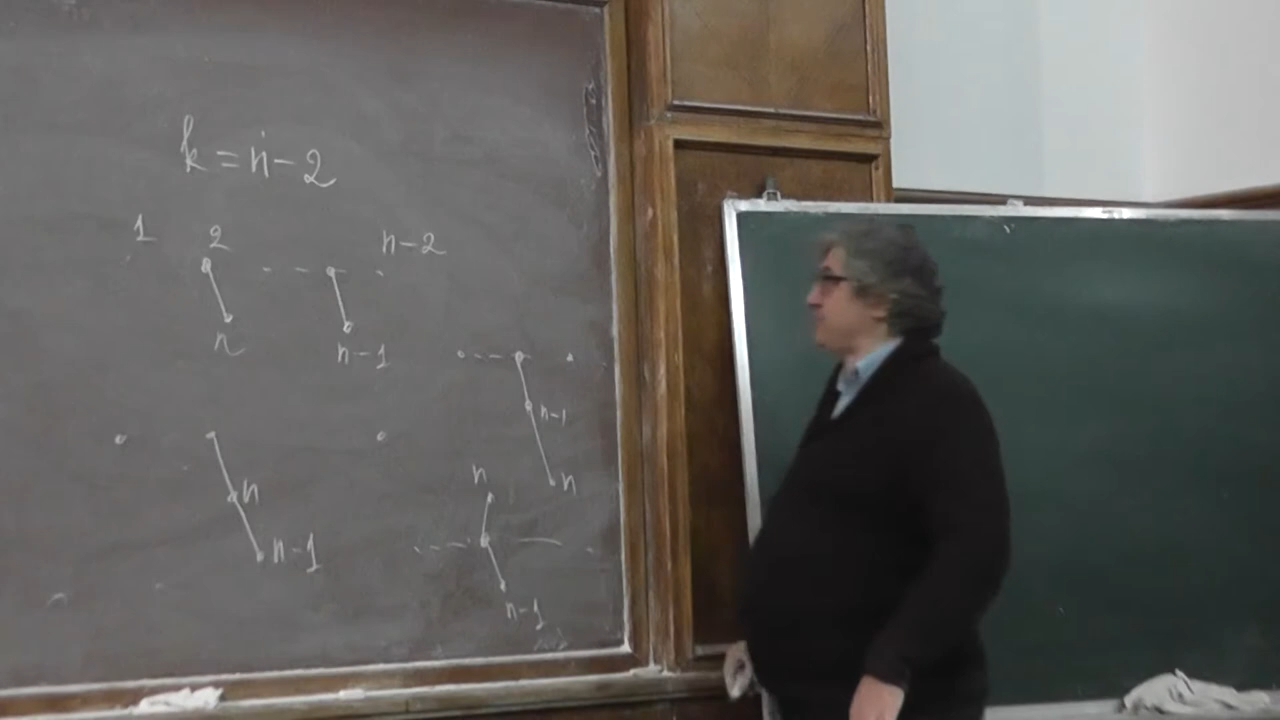 k = n - 2
1 2 n-2
n n-1
n-1
n n
n
n-1
n-1